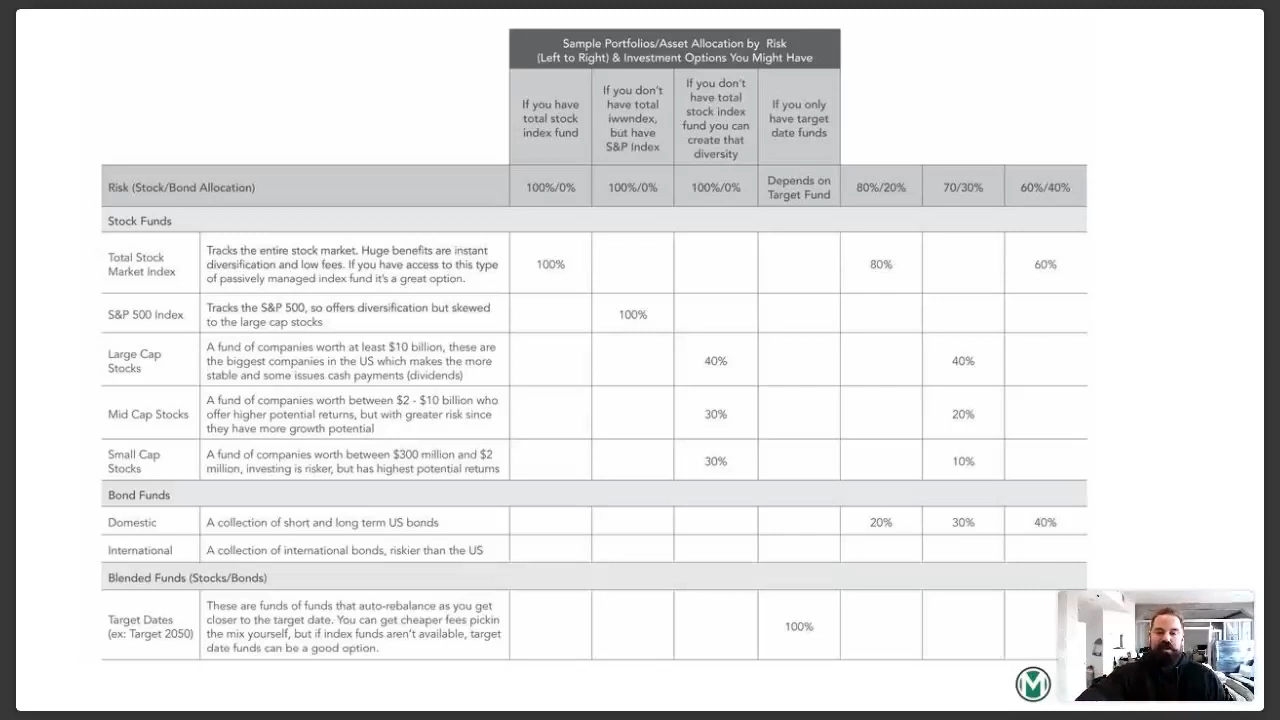 Sample Portfolios/Asset Allocation by Risk
(Left to Right) & Investment Options You Might Have
If you have
total stock
index fund
If you don't
have total
iwwndex,
but have
S&P Index
If you don't
have total
stock index
fund you can
create that
diversity
If you only
have target
date funds
Risk (Stock/Bond Allocation)
100%/0%
100%/0%
100%/0%
Depends on
Target Fund
80%/20%
70/30%
60%/40%
Stock Funds
Total Stock
Market Index
Tracks the entire stock market. Huge benefits are instant
diversification and low fees. If you have access to this type
of passively managed index fund it's a great option.
100%
80%
60%
S&P 500 Index
Tracks the S&P 500, so offers diversification but skewed
to the large cap stocks
100%
Large Cap
Stocks
A fund of companies worth at least $10 billion, these are
the biggest companies in the US which makes the more
stable and some issues cash payments (dividends)
40%
40%
Mid Cap Stocks
A fund of companies worth between $2 - $10 billion who
offer higher potential returns, but with greater risk since
they have more growth potential
30%
20%
Small Cap
Stocks
A fund of companies worth between $300 million and $2
million, investing is risker, but has highest potential returns
30%
10%
Bond Funds
Domestic
A collection of short and long term US bonds
20%
30%
40%
International
A collection of international bonds, riskier than the US
Blended Funds (Stocks/Bonds)
Target Dates
(ex: Target 2050)
These are funds of funds that auto-rebalance as you get
closer to the target date. You can get cheaper fees pickin
the mix yourself, but if index funds aren't available, target
date funds can be a good option.
100%
M